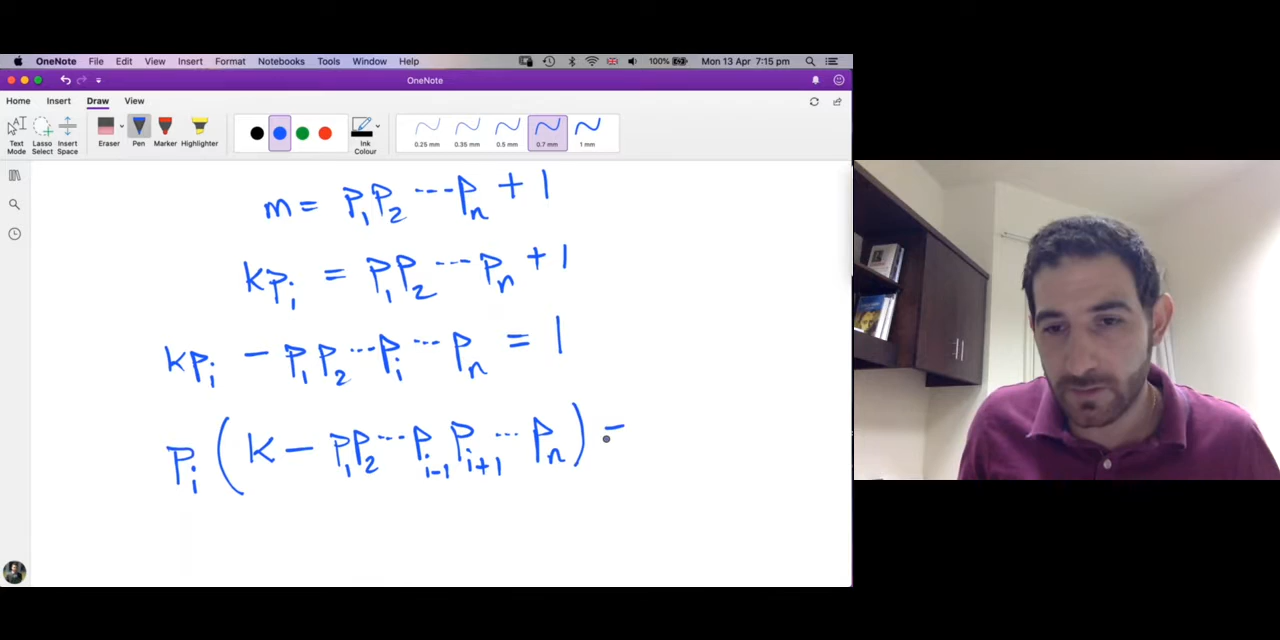 OneNote File Edit View Insert Format Notebooks Tools Window Help 100% Mon 13 Apr 7:15 pm
OneNote
Home Insert Draw View
Text Mode Lasso Select Insert Space Eraser Pen Marker Highlighter Ink Colour 0.25 mm 0.35 mm 0.5 mm 0.7 mm 1 mm
m = p₁p₂ ⋯ pₙ + 1
kpᵢ = p₁p₂ ⋯ pₙ + 1
kpᵢ − p₁p₂ ⋯ pᵢ ⋯ pₙ = 1
pᵢ ( k − p₁p₂ ⋯ pᵢ₋₁ pᵢ₊₁ ⋯ pₙ ) −